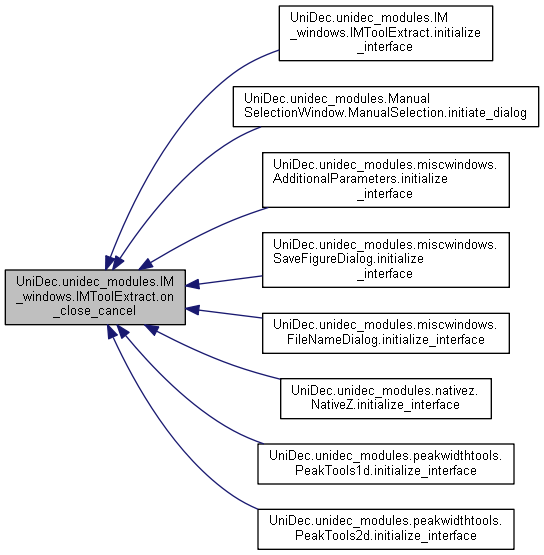 UniDec.unidec_modules.IM
_windows.IMToolExtract.initialize
_interface
UniDec.unidec_modules.Manual
SelectionWindow.ManualSelection.initiate_dialog
UniDec.unidec_modules.miscwindows.
AdditionalParameters.initialize
_interface
UniDec.unidec_modules.miscwindows.
SaveFigureDialog.initialize
_interface
UniDec.unidec_modules.IM
_windows.IMToolExtract.on
_close_cancel
UniDec.unidec_modules.miscwindows.
FileNameDialog.initialize_interface
UniDec.unidec_modules.nativez.
NativeZ.initialize_interface
UniDec.unidec_modules.peakwidthtools.
PeakTools1d.initialize_interface
UniDec.unidec_modules.peakwidthtools.
PeakTools2d.initialize_interface